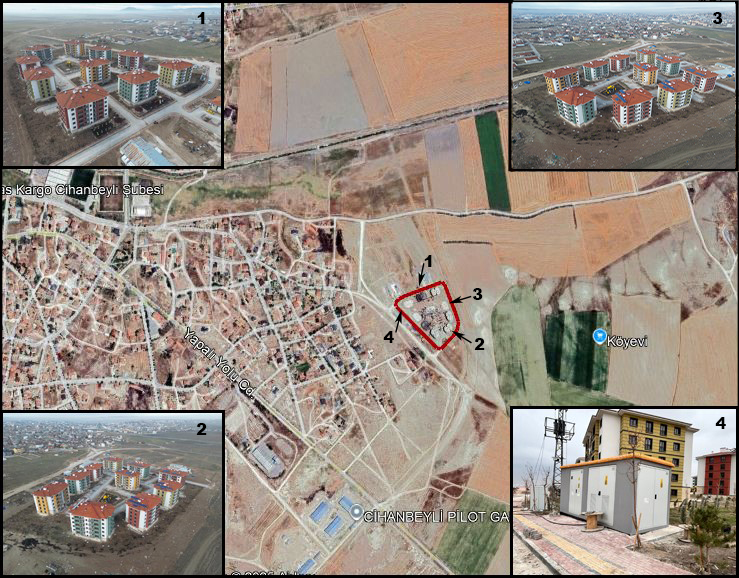 1
3
as Kargo Cihanbeyli Şubesi
1
3
2
4
Köyevi
Yapalı Yolu Cd.
2
4
CİHANBEYLİ PİLOT GA